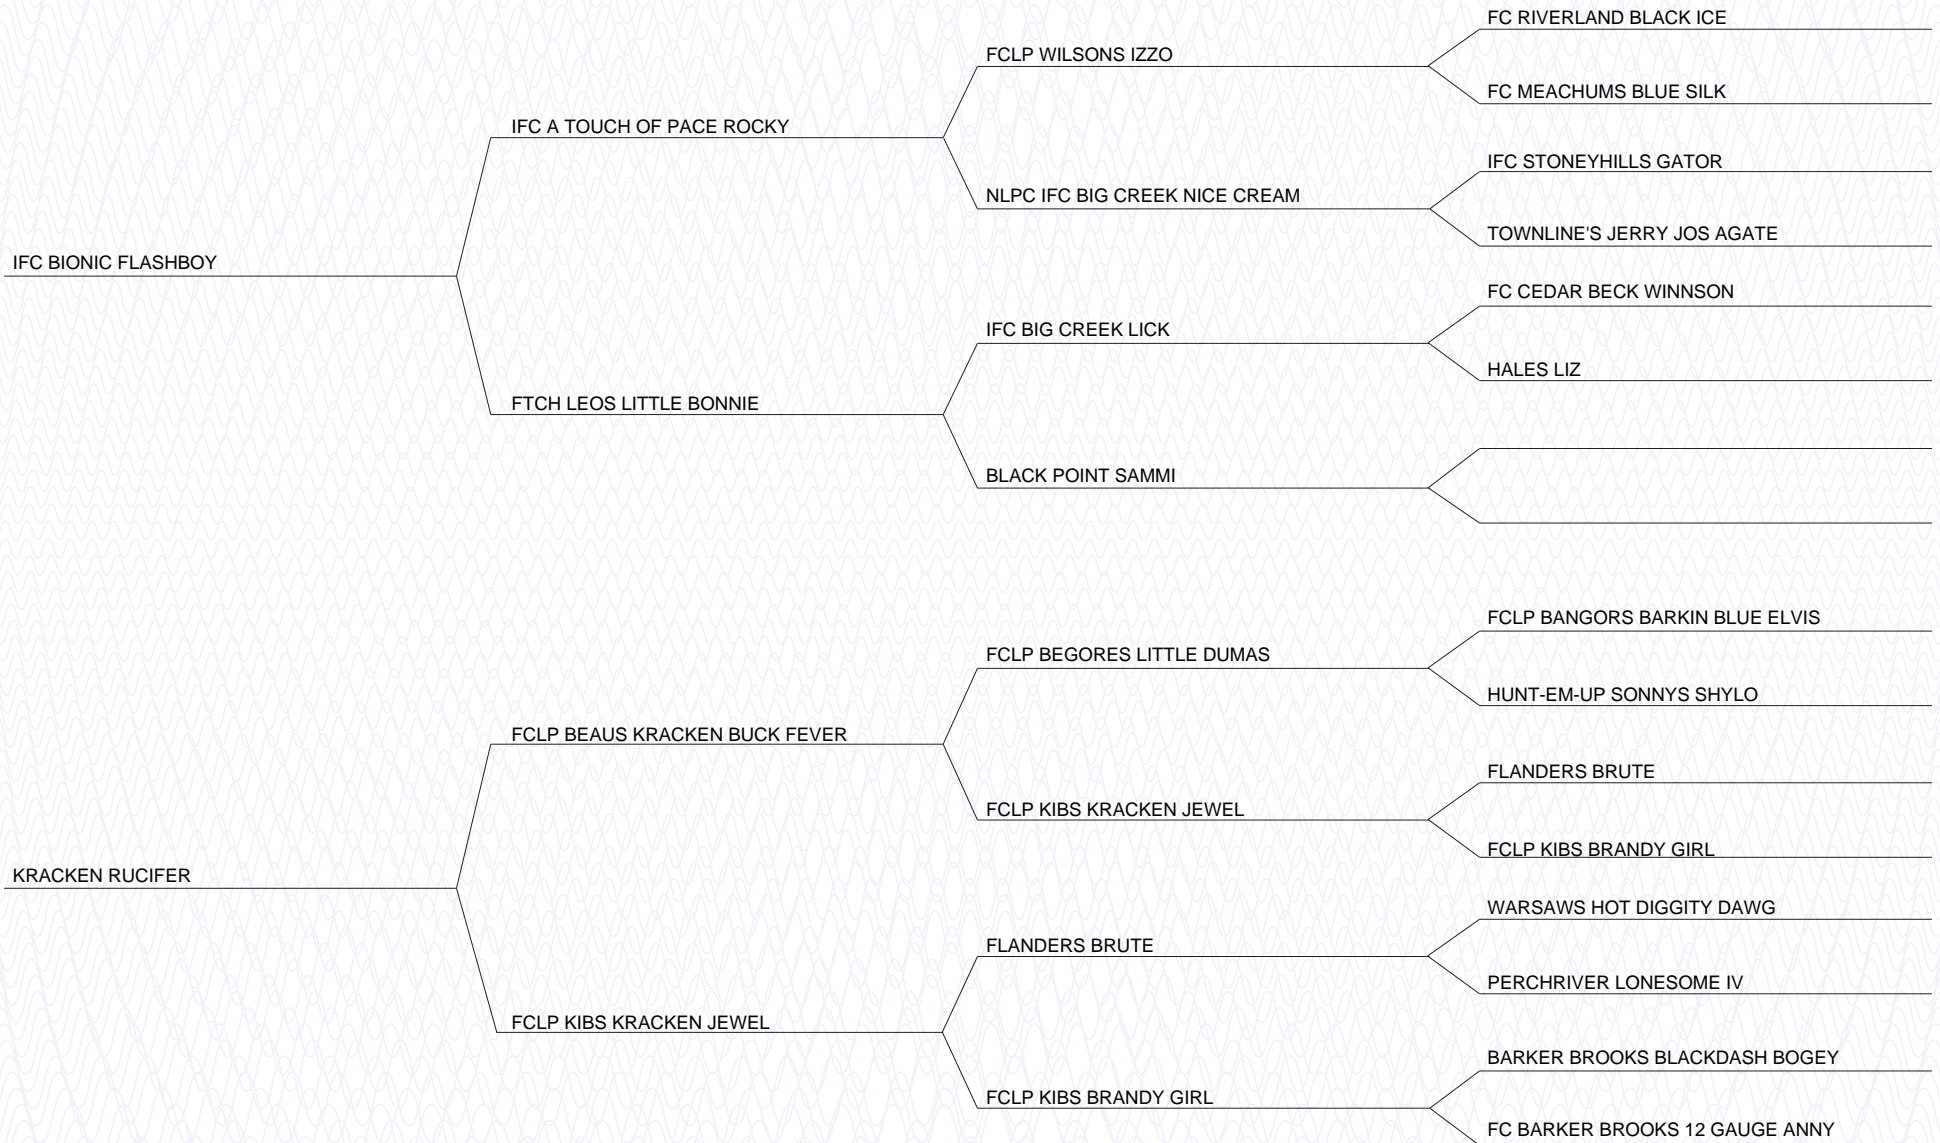 FC RIVERLAND BLACK ICE
FCLP WILSONS IZZO
FC MEACHUMS BLUE SILK
IFC A TOUCH OF PACE ROCKY
IFC STONEYHILLS GATOR
NLPC IFC BIG CREEK NICE CREAM
TOWNLINE'S JERRY JOS AGATE
IFC BIONIC FLASHBOY
FC CEDAR BECK WINNSON
IFC BIG CREEK LICK
HALES LIZ
FTCH LEOS LITTLE BONNIE
BLACK POINT SAMMI
FCLP BANGORS BARKIN BLUE ELVIS
FCLP BEGORES LITTLE DUMAS
HUNT-EM-UP SONNYS SHYLO
FCLP BEAUS KRACKEN BUCK FEVER
FLANDERS BRUTE
FCLP KIBS KRACKEN JEWEL
FCLP KIBS BRANDY GIRL
KRACKEN RUCIFER
WARSAWS HOT DIGGITY DAWG
FLANDERS BRUTE
PERCHRIVER LONESOME IV
FCLP KIBS KRACKEN JEWEL
BARKER BROOKS BLACKDASH BOGEY
FCLP KIBS BRANDY GIRL
FC BARKER BROOKS 12 GAUGE ANNY